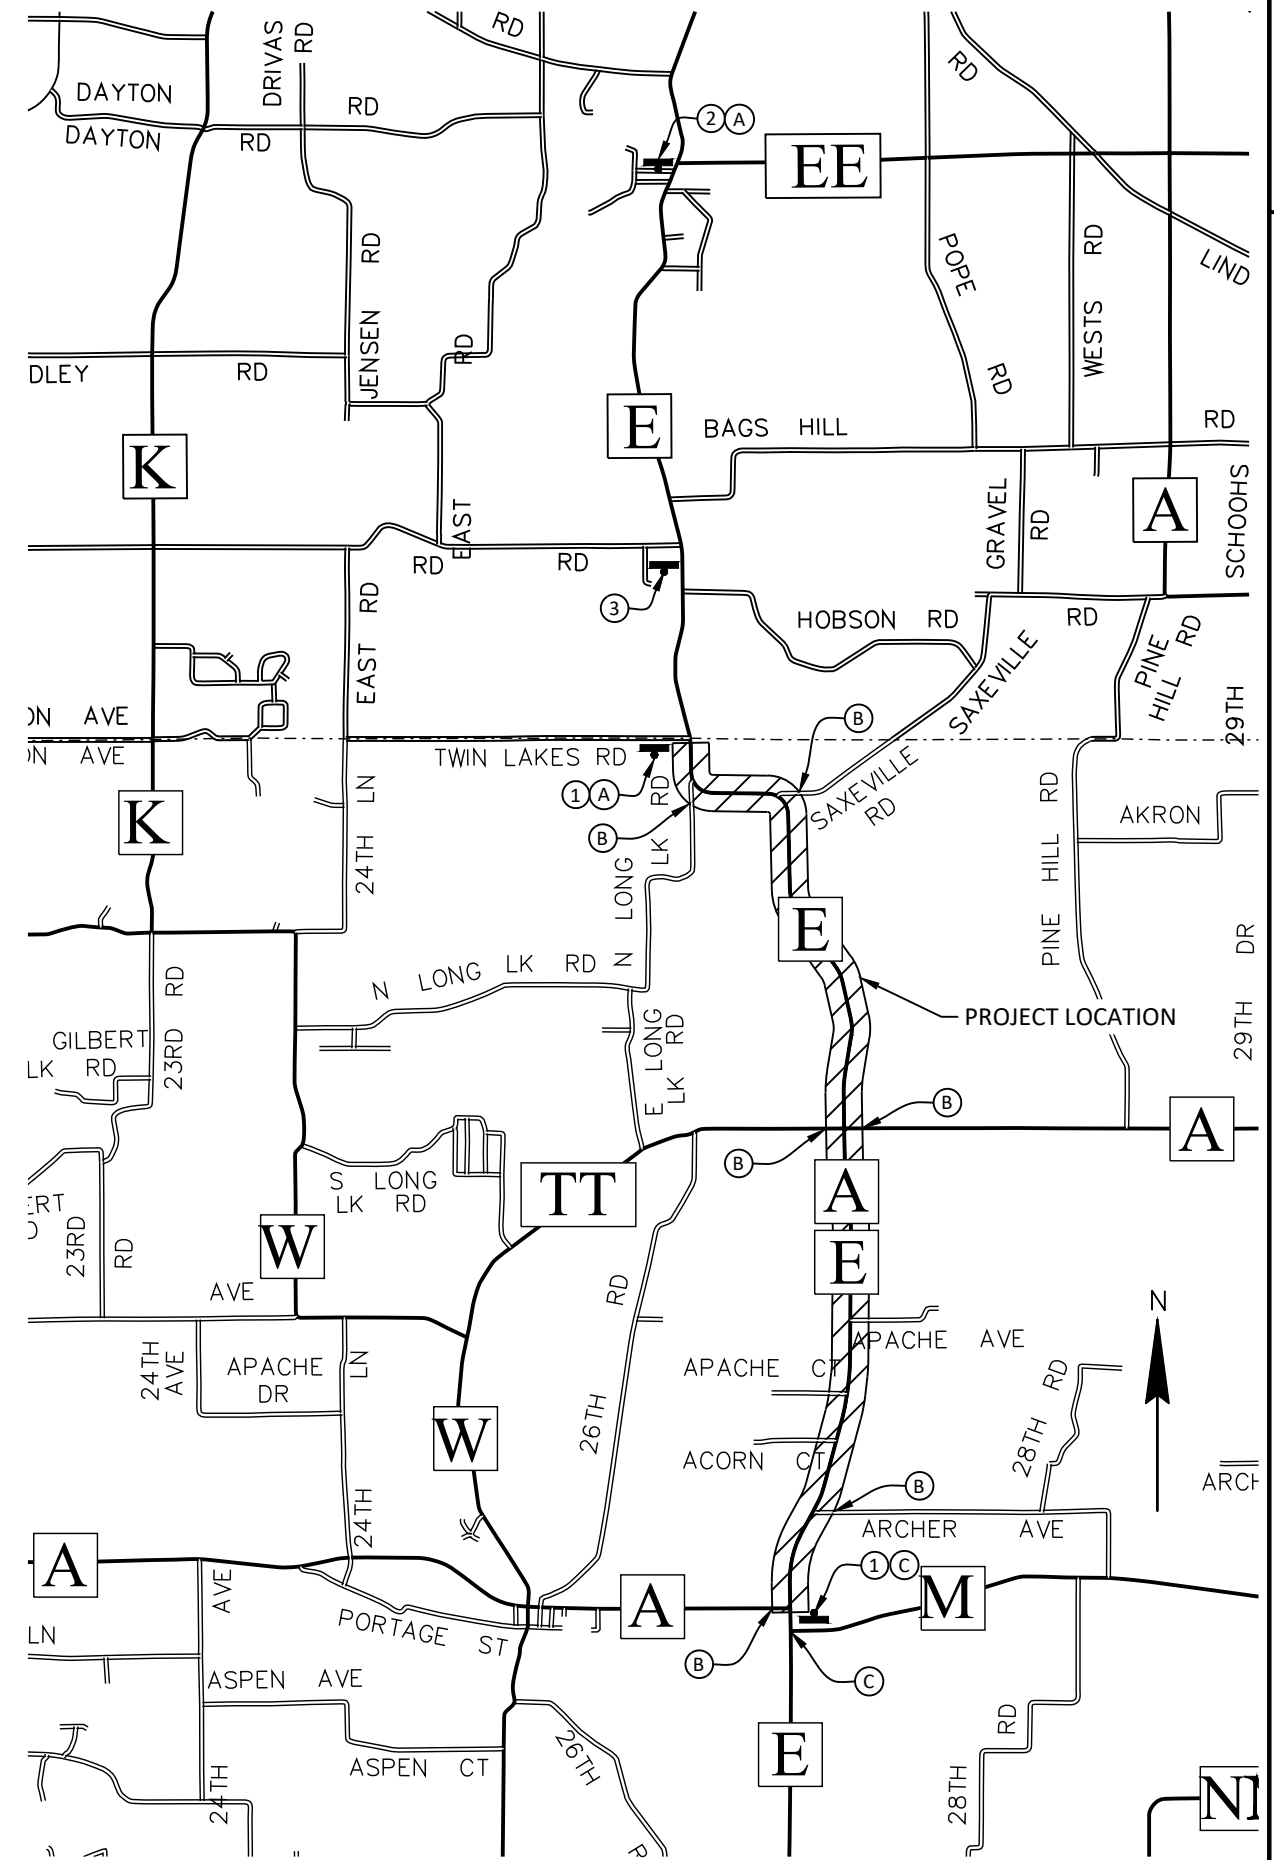 DRIVAS
RD
RD
RD
DAYTON
DAYTON
RD
RD
2 A
EE
LIND
POPE
RD
WESTS
RD
JENSEN
RD
RD
DLEY
RD
K
E
BAGS HILL
RD
A
GRAVEL
RD
SCHOOHS
EAST
RD
RD
3
HOBSON RD
RD
EAST
RD
SAXEVILLE
PINE
HILL
RD
29TH
ON AVE
ON AVE
B
TWIN LAKES RD
1 A
B
SAXEVILLE
RD
K
24TH
LN
N LONG
LK
RD
PINE HILL
RD
AKRON
E
29TH
DR
N LONG LK RD
PROJECT LOCATION
23RD
RD
GILBERT
LK RD
E LONG
LK RD
B
B
A
S LONG
LK RD
TT
A
E
W
ERT
23RD
RD
AVE
RD
26TH
N
24TH
AVE
APACHE
DR
LN
APACHE CT
APACHE AVE
W
ACORN CT
28TH
RD
ARCH
24TH
B
ARCHER AVE
A
AVE
1 C
M
A
PORTAGE ST
LN
B
C
ASPEN AVE
E
ASPEN CT
26TH
24TH
28TH
RD